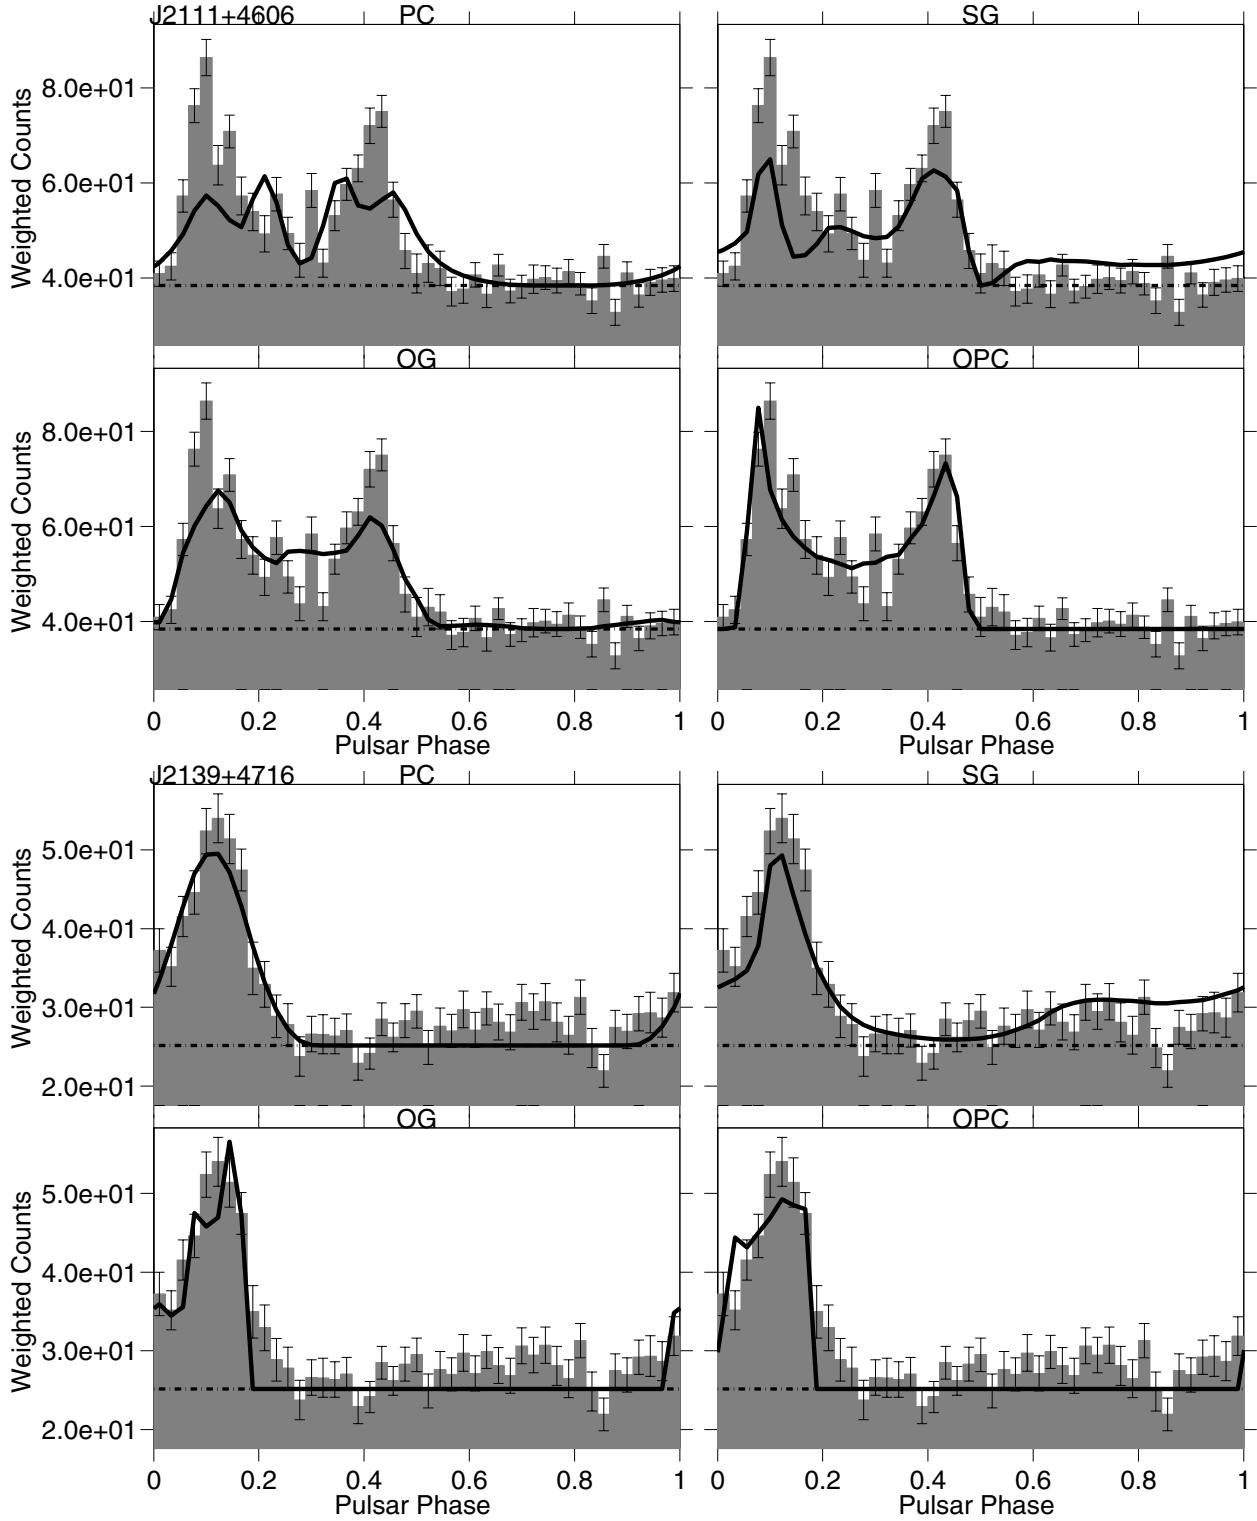 J2111+4606 PC SG
8.0e+01
6.0e+01
4.0e+01
Weighted Counts
OG OPC
8.0e+01
6.0e+01
4.0e+01
Weighted Counts
0 0.2 0.4 0.6 0.8 1 0 0.2 0.4 0.6 0.8 1
Pulsar Phase Pulsar Phase
J2139+4716 PC SG
5.0e+01
4.0e+01
3.0e+01
2.0e+01
Weighted Counts
OG OPC
5.0e+01
4.0e+01
3.0e+01
2.0e+01
Weighted Counts
0 0.2 0.4 0.6 0.8 1 0 0.2 0.4 0.6 0.8 1
Pulsar Phase Pulsar Phase